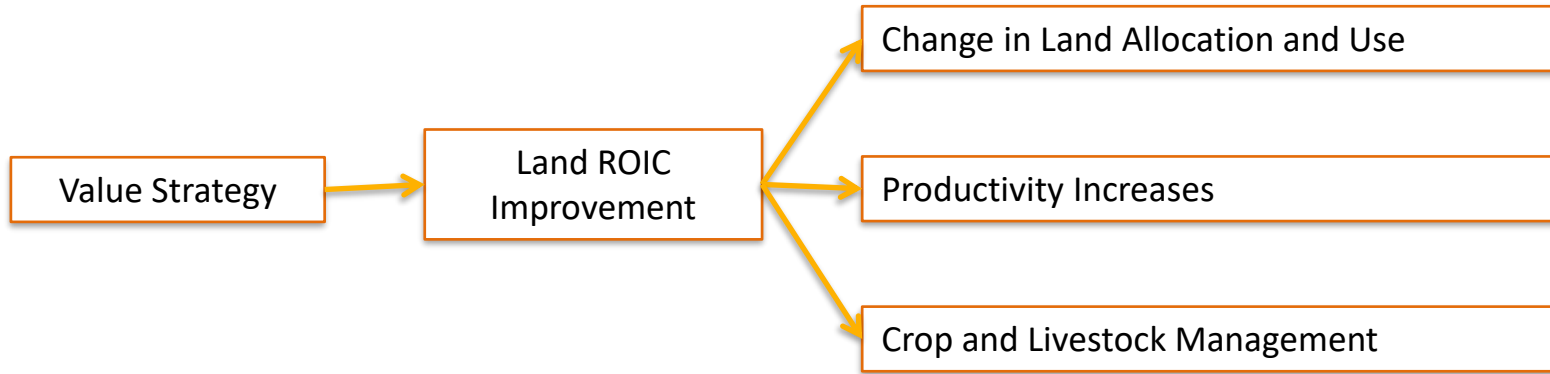 Change in Land Allocation and Use
Value Strategy
Land ROIC
Improvement
Productivity Increases
Crop and Livestock Management